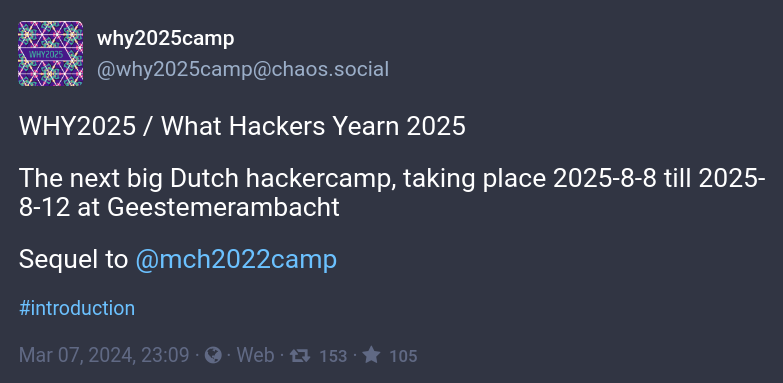 WHY2025
why2025camp
@why2025camp@chaos.social
WHY2025 / What Hackers Yearn 2025
The next big Dutch hackercamp, taking place 2025-8-8 till 2025-
8-12 at Geestemerambacht
Sequel to @mch2022camp
#introduction
Mar 07, 2024, 23:09 · · Web · 153 · 105